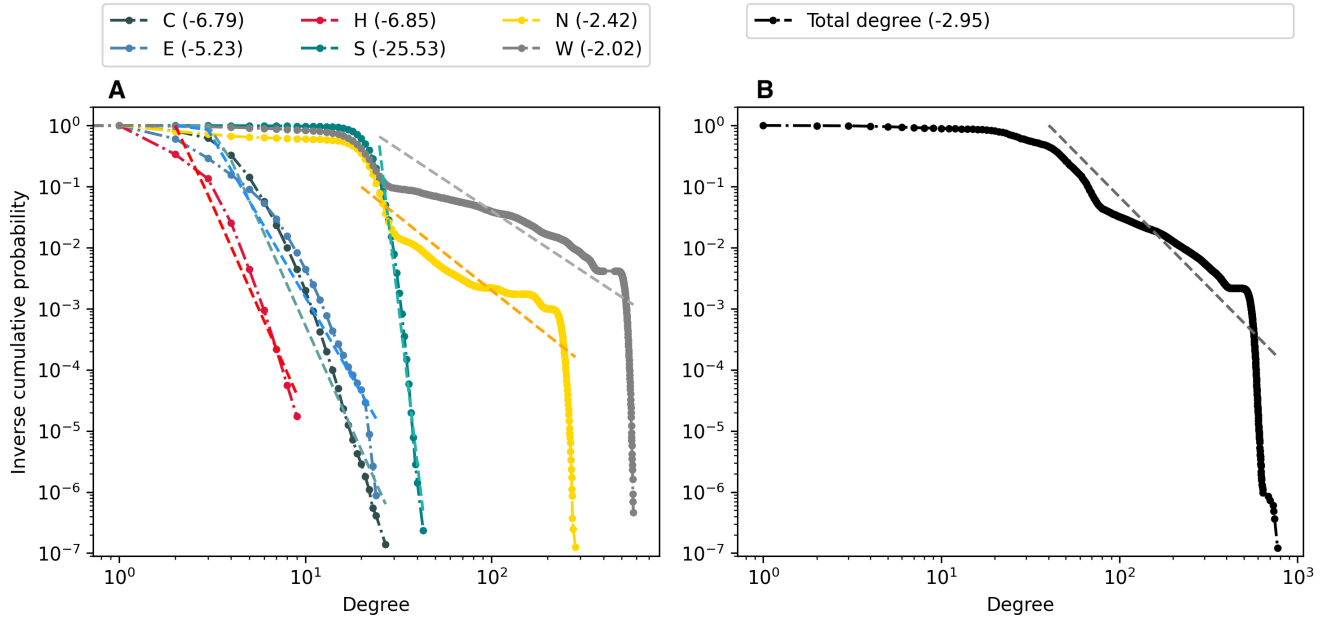 C (-6.79) H (-6.85) N (-2.42)
E (-5.23) S (-25.53) W (-2.02)
Total degree (-2.95)
A
B
Inverse cumulative probability
10⁰
10⁻¹
10⁻²
10⁻³
10⁻⁴
10⁻⁵
10⁻⁶
10⁻⁷
10⁰ 10¹ 10²
Degree
10⁰
10⁻¹
10⁻²
10⁻³
10⁻⁴
10⁻⁵
10⁻⁶
10⁻⁷
10⁰ 10¹ 10² 10³
Degree